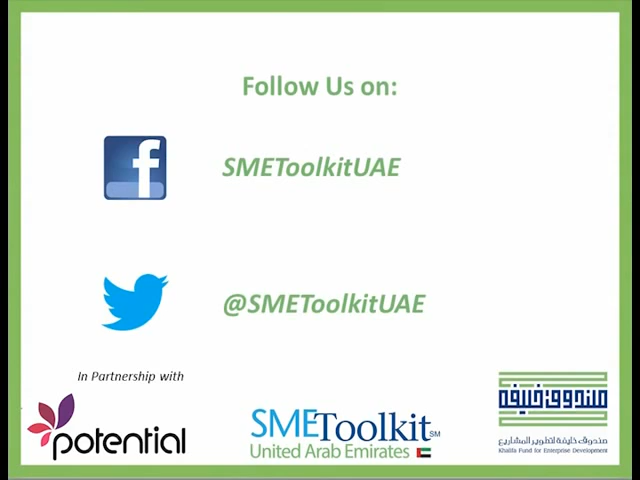 Follow Us on:
SMEToolkitUAE
@SMEToolkitUAE
In Partnership with
potential
SMEToolkit SM
United Arab Emirates
صندوق خليفة
صندوق خليفة لتطوير المشاريع
Khalifa Fund for Enterprise Development